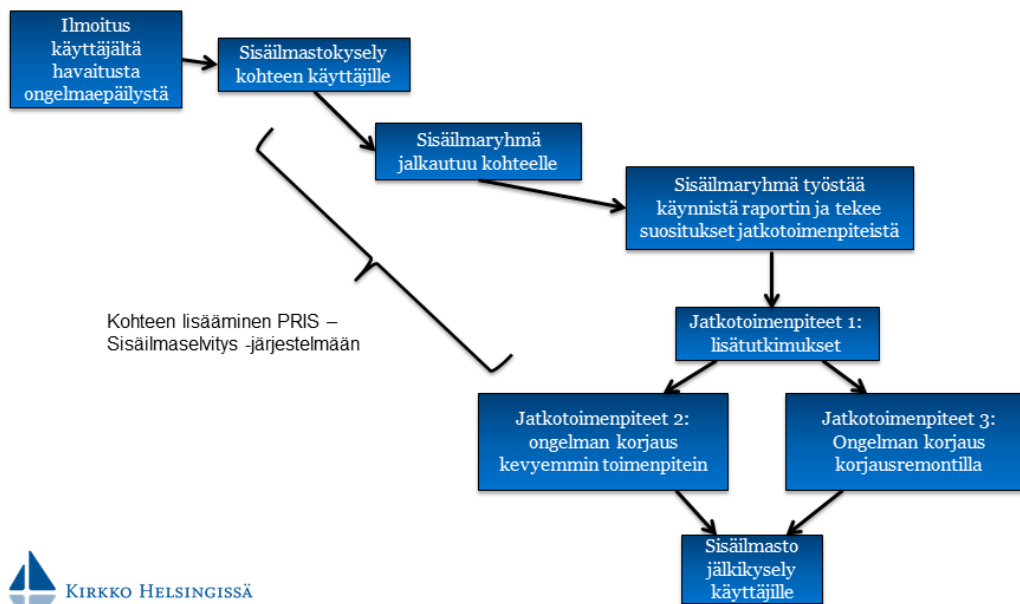 Ilmoitus
käyttäjältä
havaitusta
ongelmaepäilystä
Sisäilmastokysely
kohteen käyttäjille
Sisäilmaryhmä
jalkautuu kohteelle
Sisäilmaryhmä työstää
käynnistä raportin ja tekee
suositukset jatkotoimenpiteistä
Kohteen lisääminen PRIS –
Sisäilmaselvitys -järjestelmään
Jatkotoimenpiteet 1:
lisätutkimukset
Jatkotoimenpiteet 2:
ongelman korjaus
kevyemmin toimenpitein
Jatkotoimenpiteet 3:
Ongelman korjaus
korjausremontilla
Sisäilmasto
jälkikysely
käyttäjille
Kirkko Helsingissä